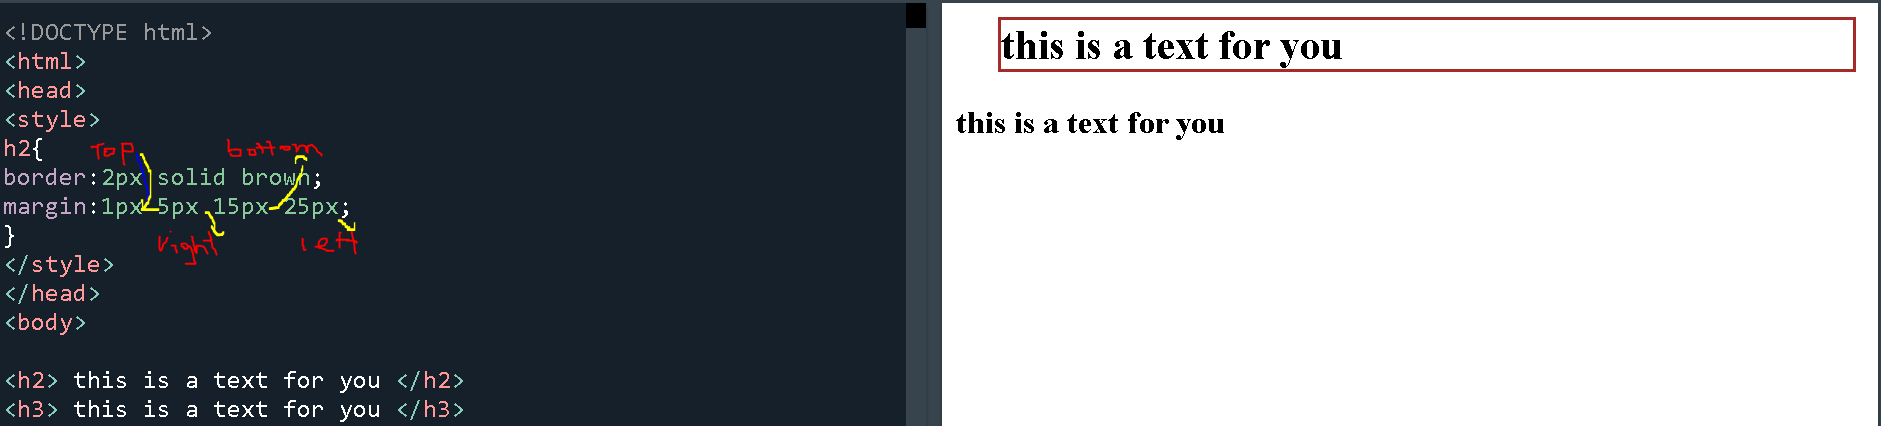 <!DOCTYPE html>
<html>
<head>
<style>
h2{
Top bottom
border:2px solid brown;
margin:1px 5px 15px 25px;
}
right left
</style>
</head>
<body>
<h2> this is a text for you </h2>
<h3> this is a text for you </h3>
this is a text for you
this is a text for you